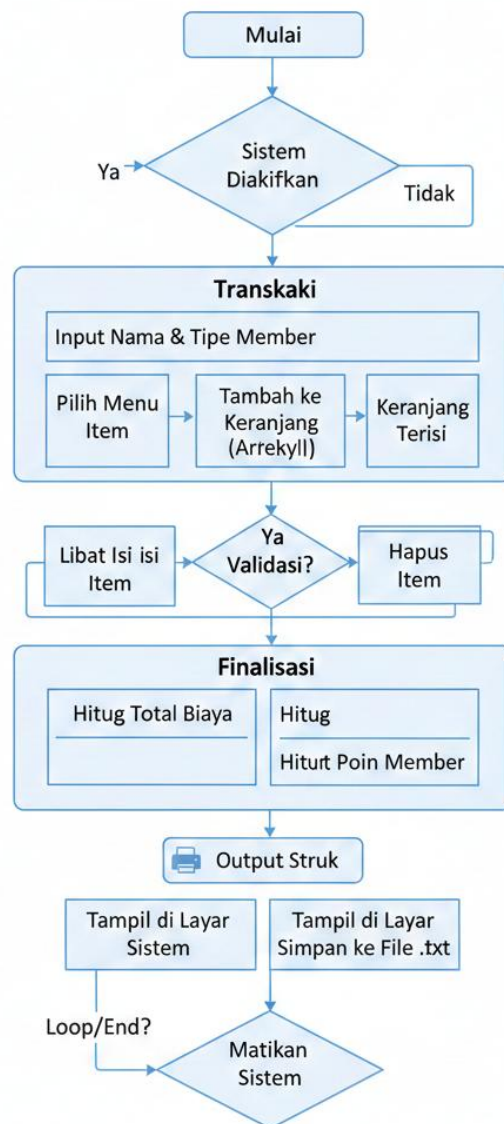 Mulai
Sistem
Diakifkan
Ya
Tidak
Transkaki
Input Nama & Tipe Member
Pilih Menu
Item
Tambah ke
Keranjang
(Arrekyll)
Keranjang
Terisi
Libat Isi isi
Item
Ya
Validasi?
Hapus
Item
Finalisasi
Hitug Total Biaya
Hitug
Hiturt Poin Member
Output Struk
Tampil di Layar
Sistem
Tampil di Layar
Simpan ke File .txt
Loop/End?
Matikan
Sistem